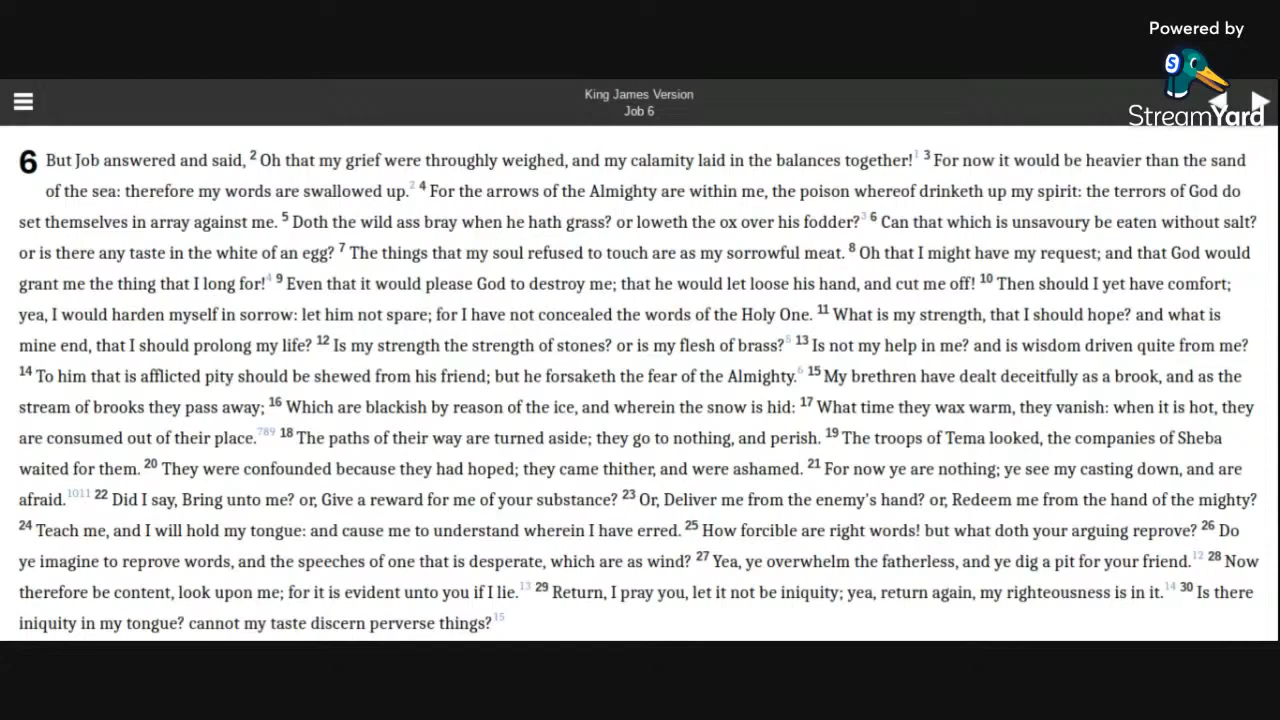 Powered by
StreamYard
King James Version
Job 6
6 But Job answered and said, 2 Oh that my grief were throughly weighed, and my calamity laid in the balances together!1 3 For now it would be heavier than the sand
of the sea: therefore my words are swallowed up.2 4 For the arrows of the Almighty are within me, the poison whereof drinketh up my spirit: the terrors of God do
set themselves in array against me. 5 Doth the wild ass bray when he hath grass? or loweth the ox over his fodder?3 6 Can that which is unsavoury be eaten without salt?
or is there any taste in the white of an egg? 7 The things that my soul refused to touch are as my sorrowful meat. 8 Oh that I might have my request; and that God would
grant me the thing that I long for!4 9 Even that it would please God to destroy me; that he would let loose his hand, and cut me off! 10 Then should I yet have comfort;
yea, I would harden myself in sorrow: let him not spare; for I have not concealed the words of the Holy One. 11 What is my strength, that I should hope? and what is
mine end, that I should prolong my life? 12 Is my strength the strength of stones? or is my flesh of brass?5 13 Is not my help in me? and is wisdom driven quite from me?
14 To him that is afflicted pity should be shewed from his friend; but he forsaketh the fear of the Almighty.6 15 My brethren have dealt deceitfully as a brook, and as the
stream of brooks they pass away; 16 Which are blackish by reason of the ice, and wherein the snow is hid: 17 What time they wax warm, they vanish: when it is hot, they
are consumed out of their place.789 18 The paths of their way are turned aside; they go to nothing, and perish. 19 The troops of Tema looked, the companies of Sheba
waited for them. 20 They were confounded because they had hoped; they came thither, and were ashamed. 21 For now ye are nothing; ye see my casting down, and are
afraid.1011 22 Did I say, Bring unto me? or, Give a reward for me of your substance? 23 Or, Deliver me from the enemy's hand? or, Redeem me from the hand of the mighty?
24 Teach me, and I will hold my tongue: and cause me to understand wherein I have erred. 25 How forcible are right words! but what doth your arguing reprove? 26 Do
ye imagine to reprove words, and the speeches of one that is desperate, which are as wind? 27 Yea, ye overwhelm the fatherless, and ye dig a pit for your friend.12 28 Now
therefore be content, look upon me; for it is evident unto you if I lie.13 29 Return, I pray you, let it not be iniquity; yea, return again, my righteousness is in it.14 30 Is there
iniquity in my tongue? cannot my taste discern perverse things?15